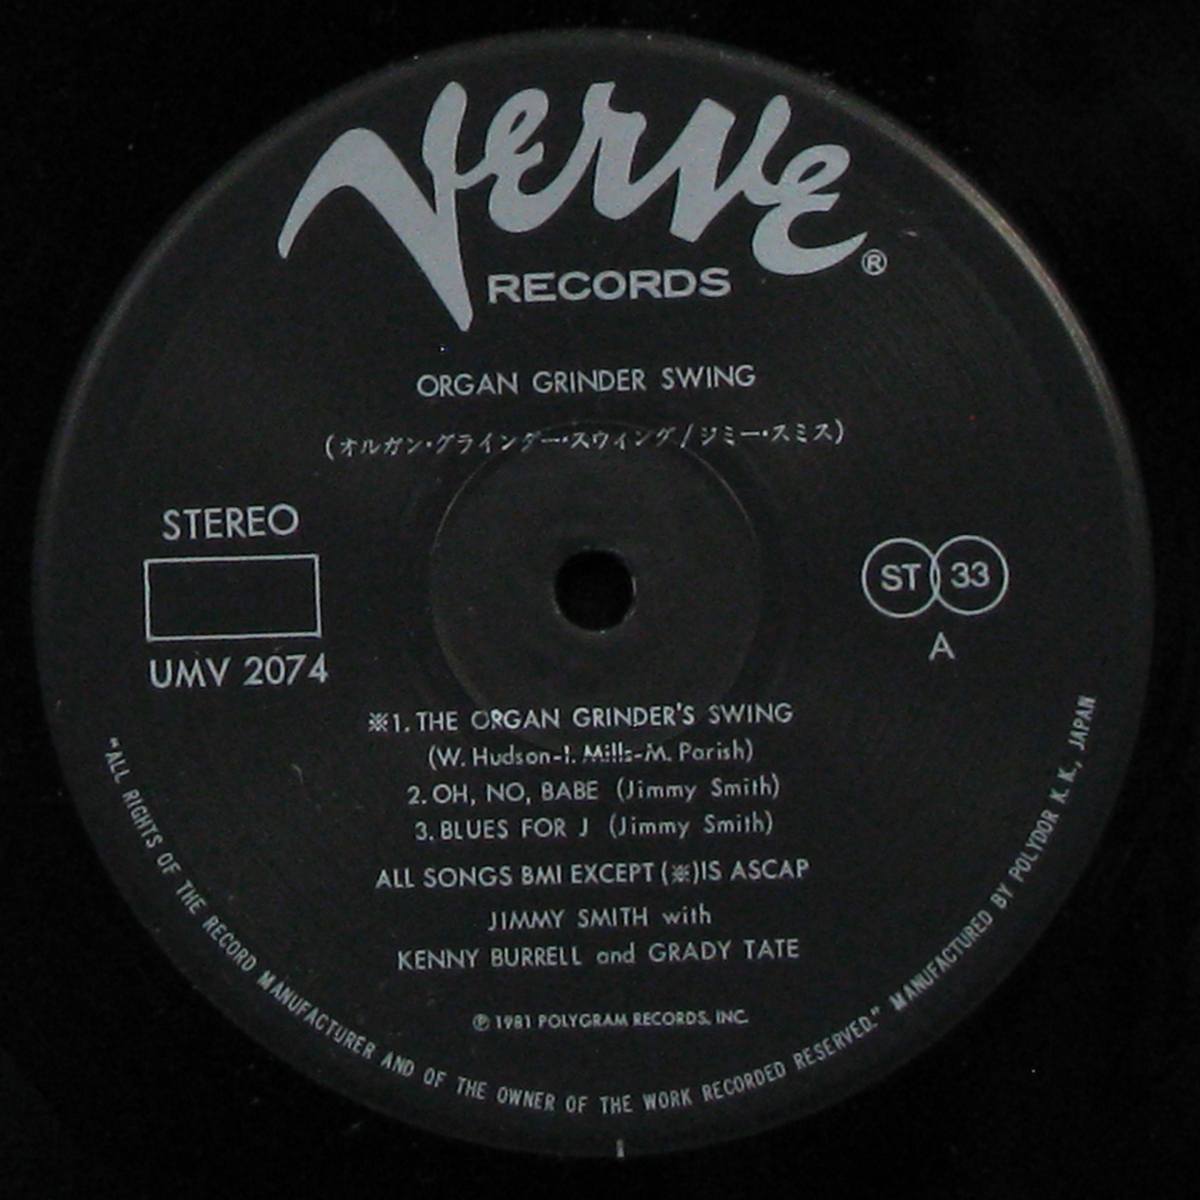 Verve
RECORDS ®
ORGAN GRINDER SWING
(オルガン・グラインダー・スウィング/ジミー・スミス)
STEREO
UMV 2074
ST 33
A
※1. THE ORGAN GRINDER'S SWING
(W. Hudson-I. Mills-M. Parish)
2. OH, NO, BABE (Jimmy Smith)
3. BLUES FOR J (Jimmy Smith)
ALL SONGS BMI EXCEPT (※)IS ASCAP
JIMMY SMITH with
KENNY BURRELL and GRADY TATE
℗ 1981 POLYGRAM RECORDS, INC.
"ALL RIGHTS OF THE RECORD MANUFACTURER AND OF THE OWNER OF THE WORK RECORDED RESERVED." MANUFACTURED BY POLYDOR K.K., JAPAN